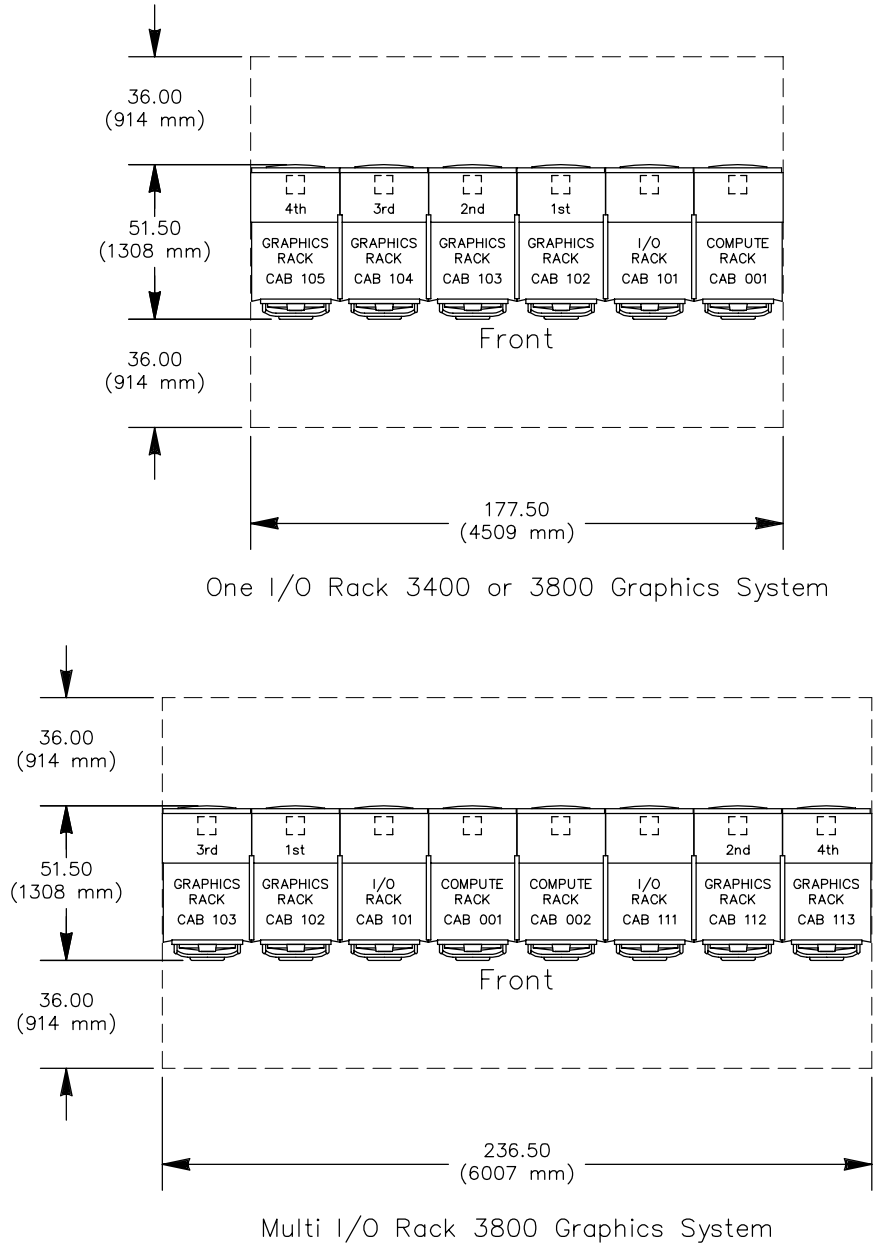 36.00
(914 mm)
51.50
(1308 mm)
36.00
(914 mm)
4th
3rd
2nd
1st
GRAPHICS
RACK
CAB 105
GRAPHICS
RACK
CAB 104
GRAPHICS
RACK
CAB 103
GRAPHICS
RACK
CAB 102
I/O
RACK
CAB 101
COMPUTE
RACK
CAB 001
Front
177.50
(4509 mm)
One I/O Rack 3400 or 3800 Graphics System
36.00
(914 mm)
51.50
(1308 mm)
36.00
(914 mm)
3rd
1st
2nd
4th
GRAPHICS
RACK
CAB 103
GRAPHICS
RACK
CAB 102
I/O
RACK
CAB 101
COMPUTE
RACK
CAB 001
COMPUTE
RACK
CAB 002
I/O
RACK
CAB 111
GRAPHICS
RACK
CAB 112
GRAPHICS
RACK
CAB 113
Front
236.50
(6007 mm)
Multi I/O Rack 3800 Graphics System